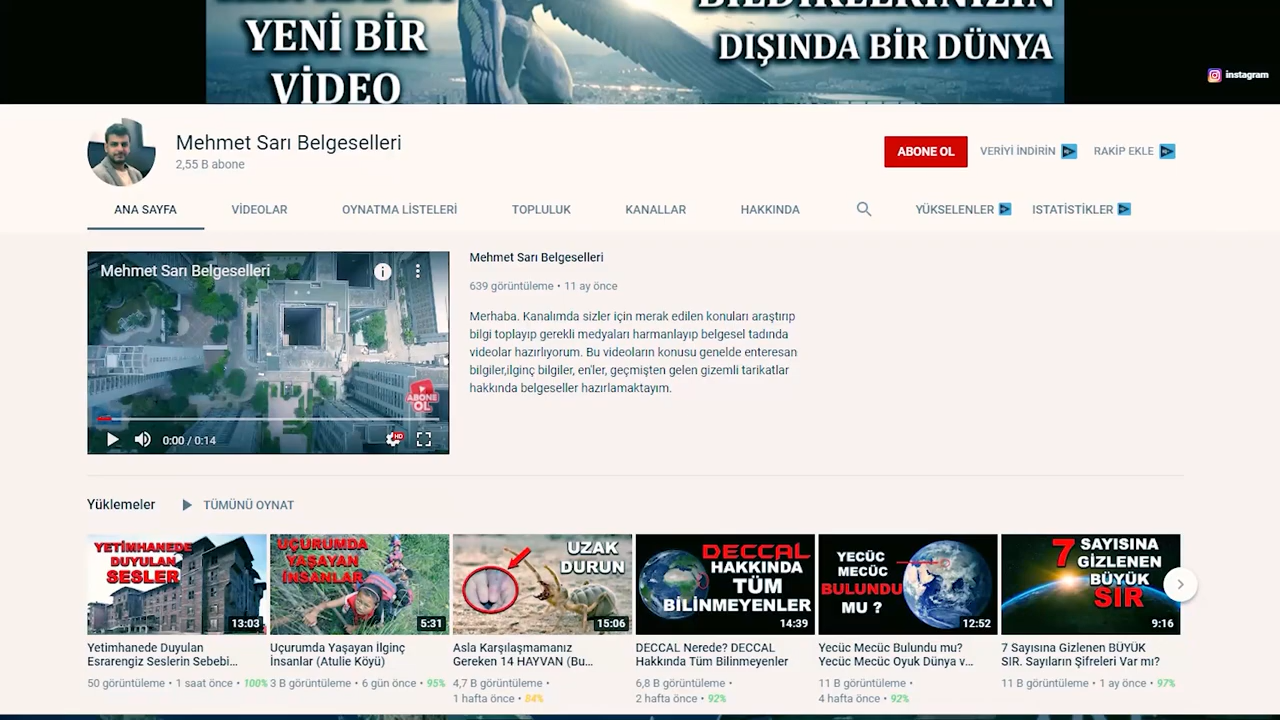 YENİ BİR
VİDEO
DIŞINDA BİR DÜNYA
instagram
Mehmet Sarı Belgeselleri
2,55 B abone
ABONE OL
VERİYİ İNDİRİN
RAKİP EKLE
ANA SAYFA
VİDEOLAR
OYNATMA LİSTELERİ
TOPLULUK
KANALLAR
HAKKINDA
YÜKSELENLER
ISTATİSTİKLER
Mehmet Sarı Belgeselleri
ABONE
OL
0:00 / 0:14
HD
Mehmet Sarı Belgeselleri
639 görüntüleme • 11 ay önce
Merhaba. Kanalımda sizler için merak edilen konuları araştırıp
bilgi toplayıp gerekli medyaları harmanlayıp belgesel tadında
videolar hazırlıyorum. Bu videoların konusu genelde enteresan
bilgiler,ilginç bilgiler, en'ler, geçmişten gelen gizemli tarikatlar
hakkında belgeseller hazırlamaktayım.
Yüklemeler
TÜMÜNÜ OYNAT
YETİMHANEDE
DUYULAN
SESLER
13:03
Yetimhanede Duyulan
Esrarengiz Seslerin Sebebi...
50 görüntüleme • 1 saat önce • 100%
UÇURUMDA
YAŞAYAN
İNSANLAR
5:31
Uçurumda Yaşayan İlginç
İnsanlar (Atulie Köyü)
3 B görüntüleme • 6 gün önce • 95%
UZAK
DURUN
15:06
Asla Karşılaşmamanız
Gereken 14 HAYVAN (Bu...
4,7 B görüntüleme •
1 hafta önce • 84%
DECCAL
HAKKINDA
TÜM
BİLİNMEYENLER
14:39
DECCAL Nerede? DECCAL
Hakkında Tüm Bilinmeyenler
6,8 B görüntüleme •
2 hafta önce • 92%
YECÜC
MECÜC
BULUNDU
MU ?
12:52
Yecüc Mecüc Bulundu mu?
Yecüc Mecüc Oyuk Dünya v...
11 B görüntüleme •
4 hafta önce • 92%
7 SAYISINA
GİZLENEN
BÜYÜK
SIR
9:16
7 Sayısına Gizlenen BÜYÜK
SIR. Sayıların Şifreleri Var mı?
11 B görüntüleme • 1 ay önce • 97%